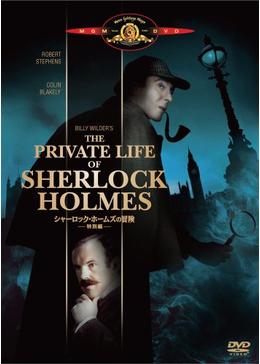 MGM DVD
ROBERT
STEPHENS
COLIN
BLAKELY
BILLY WILDER'S
THE
PRIVATE LIFE
OF
SHERLOCK
HOLMES
シャーロック・ホームズの冒険
—特別編—
DVD
VIDEO